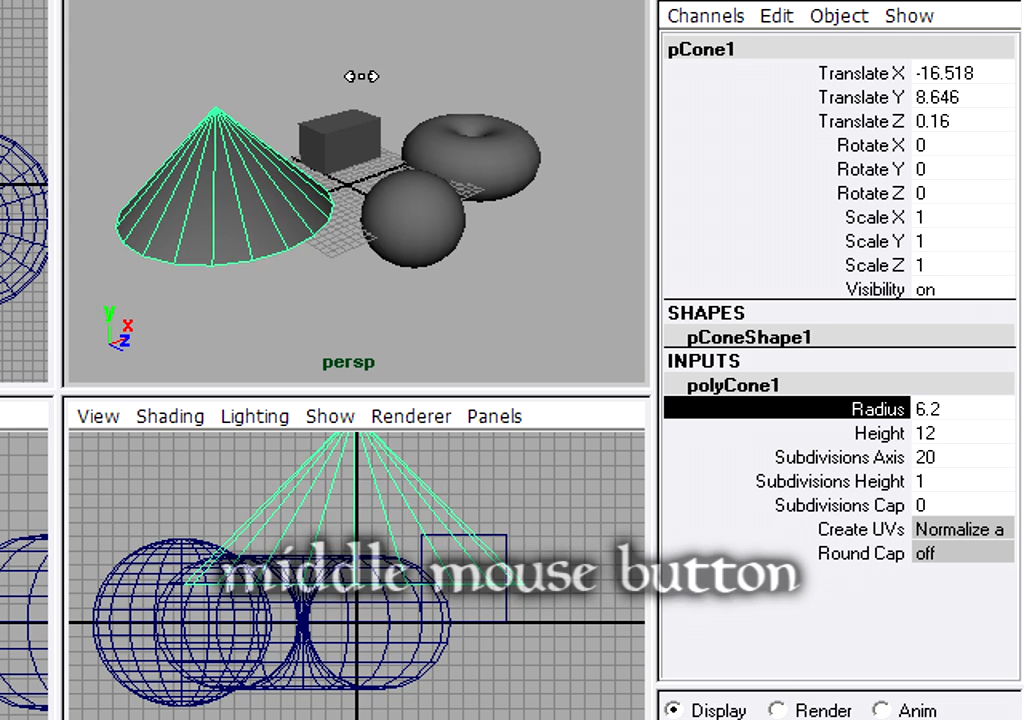 Channels Edit Object Show
pCone1
Translate X -16.518
Translate Y 8.646
Translate Z 0.16
Rotate X 0
Rotate Y 0
Rotate Z 0
Scale X 1
Scale Y 1
Scale Z 1
Visibility on
SHAPES
pConeShape1
INPUTS
polyCone1
Radius 6.2
Height 12
Subdivisions Axis 20
Subdivisions Height 1
Subdivisions Cap 0
Create UVs Normalize a
Round Cap off
Display Render Anim
y
x
z
persp
View Shading Lighting Show Renderer Panels
middle mouse button